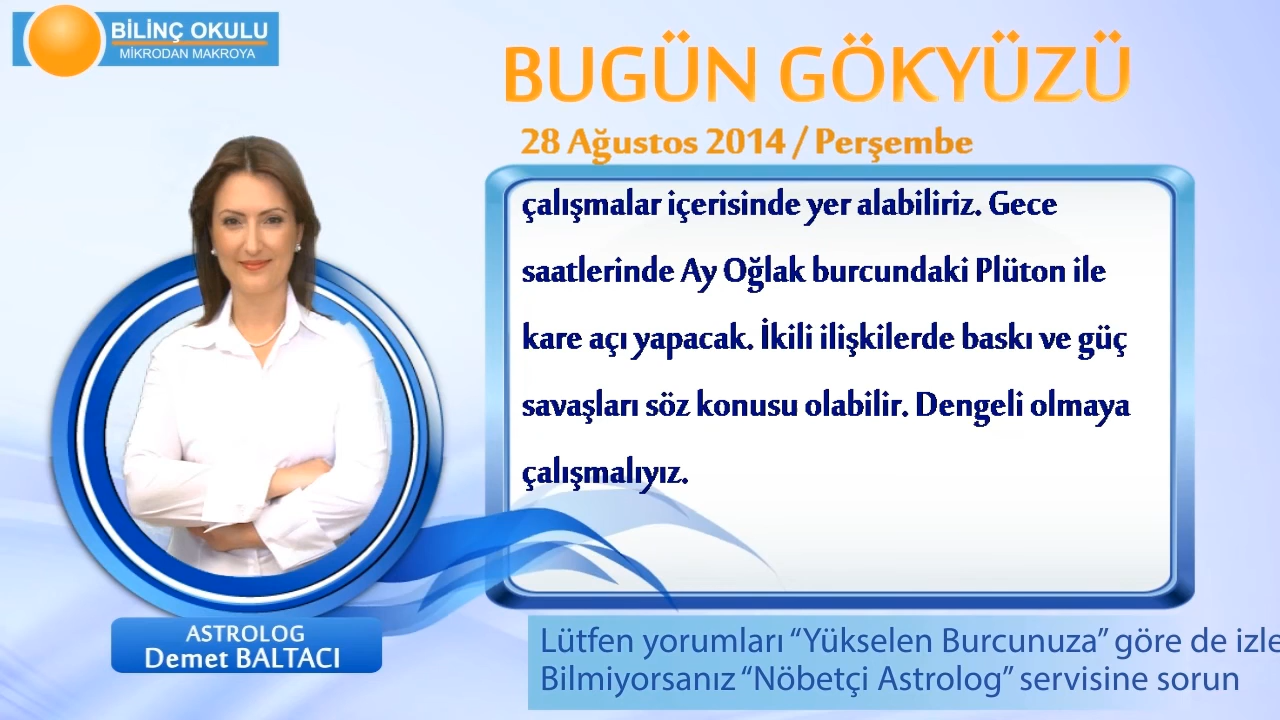 BİLİNÇ OKULU
MİKRODAN MAKROYA
BUGÜN GÖKYÜZÜ
28 Ağustos 2014 / Perşembe
çalışmalar içerisinde yer alabiliriz. Gece
saatlerinde Ay Oğlak burcundaki Plüton ile
kare açı yapacak. İkili ilişkilerde baskı ve güç
savaşları söz konusu olabilir. Dengeli olmaya
çalışmalıyız.
ASTROLOG
Demet BALTACI
Lütfen yorumları “Yükselen Burcunuza” göre de izle
Bilmiyorsanız “Nöbetçi Astrolog” servisine sorun